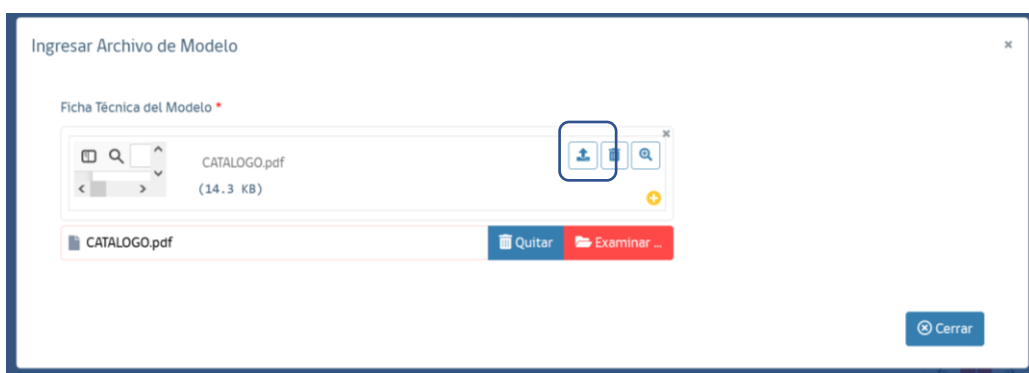 Ingresar Archivo de Modelo
Ficha Técnica del Modelo *
CATALOGO.pdf
(14.3 KB)
CATALOGO.pdf
Quitar
Examinar ...
Cerrar